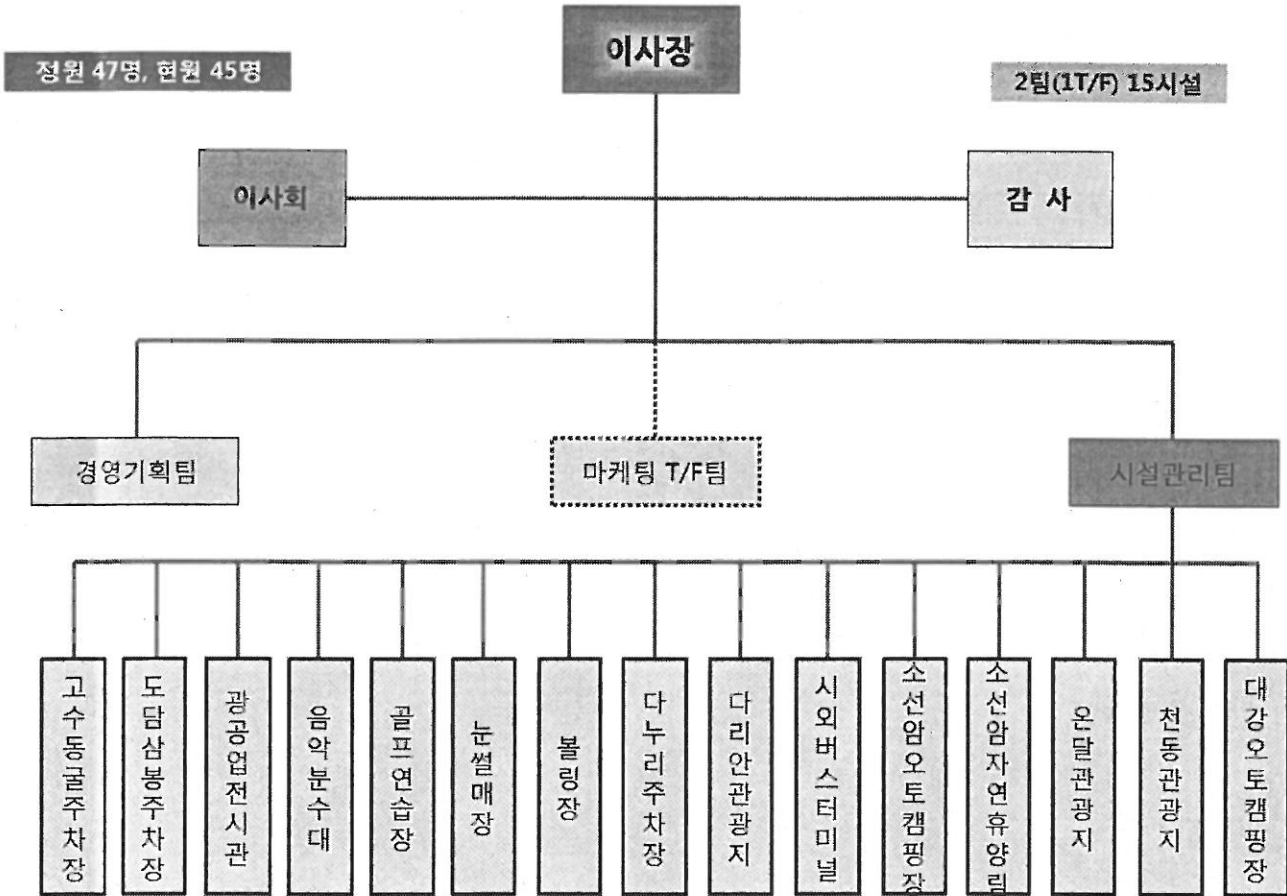 이사장
정원 47명, 현원 45명
2팀(1T/F) 15시설
이사회
감 사
경영기획팀
마케팅 T/F팀
시설관리팀
고수동굴주차장
도담삼봉주차장
광공업전시관
음악분수대
골프연습장
눈썰매장
볼링장
다누리주차장
다리안관광지
시외버스터미널
소선암오토캠핑장
소선암자연휴양림
온달관광지
천동관광지
대강오토캠핑장